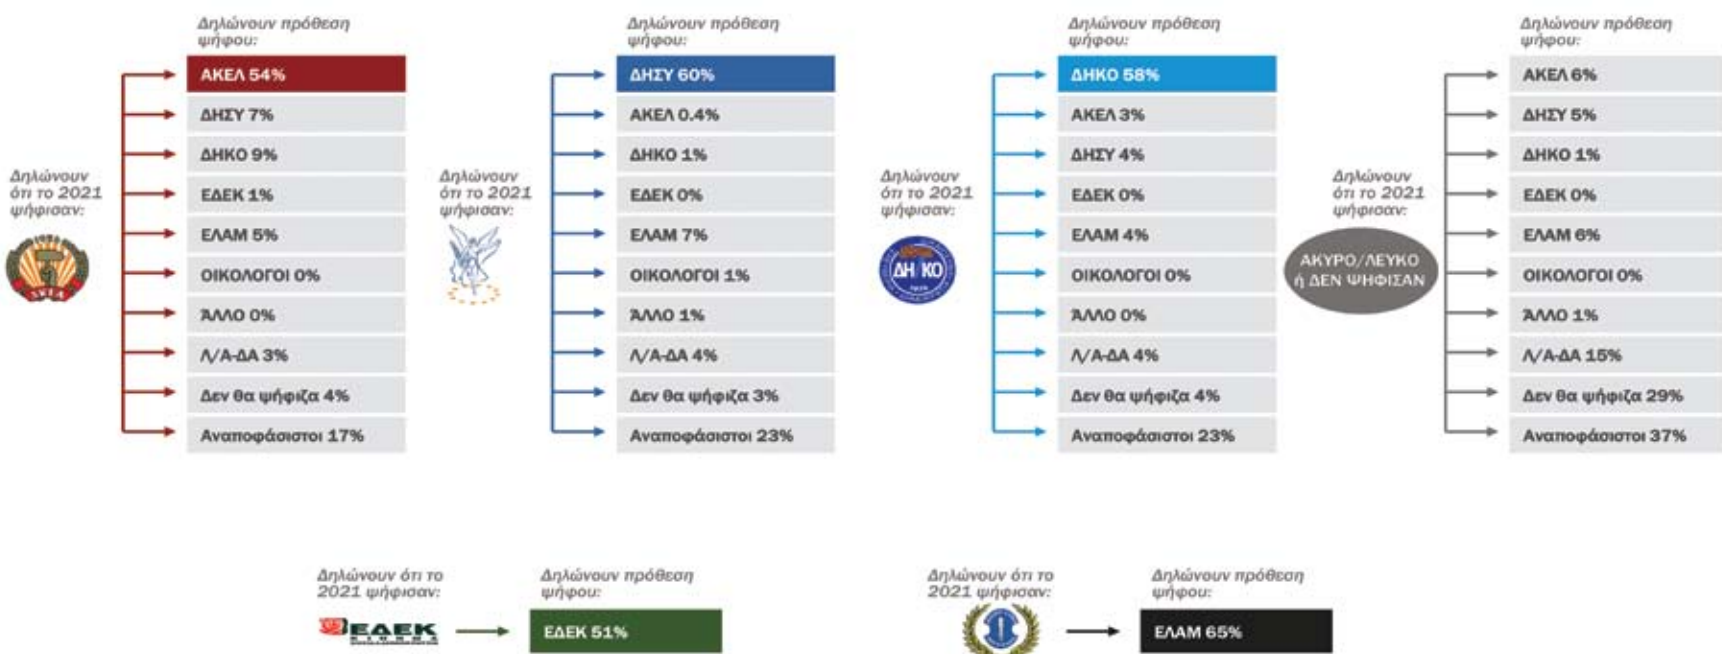 Δηλώνουν πρόθεση
ψήφου:
Δηλώνουν
ότι το 2021
ψήφισαν:
ΑΚΕΛ 54%
ΔΗΣΥ 7%
ΔΗΚΟ 9%
ΕΔΕΚ 1%
ΕΛΑΜ 5%
ΟΙΚΟΛΟΓΟΙ 0%
ΆΛΛΟ 0%
Λ/Α-ΔΑ 3%
Δεν θα ψήφιζα 4%
Αναποφάσιστοι 17%
Δηλώνουν πρόθεση
ψήφου:
Δηλώνουν
ότι το 2021
ψήφισαν:
ΔΗΣΥ 60%
ΑΚΕΛ 0.4%
ΔΗΚΟ 1%
ΕΔΕΚ 0%
ΕΛΑΜ 7%
ΟΙΚΟΛΟΓΟΙ 1%
ΆΛΛΟ 1%
Λ/Α-ΔΑ 4%
Δεν θα ψήφιζα 3%
Αναποφάσιστοι 23%
Δηλώνουν πρόθεση
ψήφου:
Δηλώνουν
ότι το 2021
ψήφισαν:
ΔΗ ΚΟ
ΔΗΚΟ 58%
ΑΚΕΛ 3%
ΔΗΣΥ 4%
ΕΔΕΚ 0%
ΕΛΑΜ 4%
ΟΙΚΟΛΟΓΟΙ 0%
ΆΛΛΟ 0%
Λ/Α-ΔΑ 4%
Δεν θα ψήφιζα 4%
Αναποφάσιστοι 23%
Δηλώνουν πρόθεση
ψήφου:
Δηλώνουν
ότι το 2021
ψήφισαν:
ΑΚΥΡΟ/ΛΕΥΚΟ
ή ΔΕΝ ΨΗΦΙΣΑΝ
ΑΚΕΛ 6%
ΔΗΣΥ 5%
ΔΗΚΟ 1%
ΕΔΕΚ 0%
ΕΛΑΜ 6%
ΟΙΚΟΛΟΓΟΙ 0%
ΆΛΛΟ 1%
Λ/Α-ΔΑ 15%
Δεν θα ψήφιζα 29%
Αναποφάσιστοι 37%
Δηλώνουν ότι το
2021 ψήφισαν:
ΕΔΕΚ
Δηλώνουν πρόθεση
ψήφου:
ΕΔΕΚ 51%
Δηλώνουν ότι το
2021 ψήφισαν:
Δηλώνουν πρόθεση
ψήφου:
ΕΛΑΜ 65%